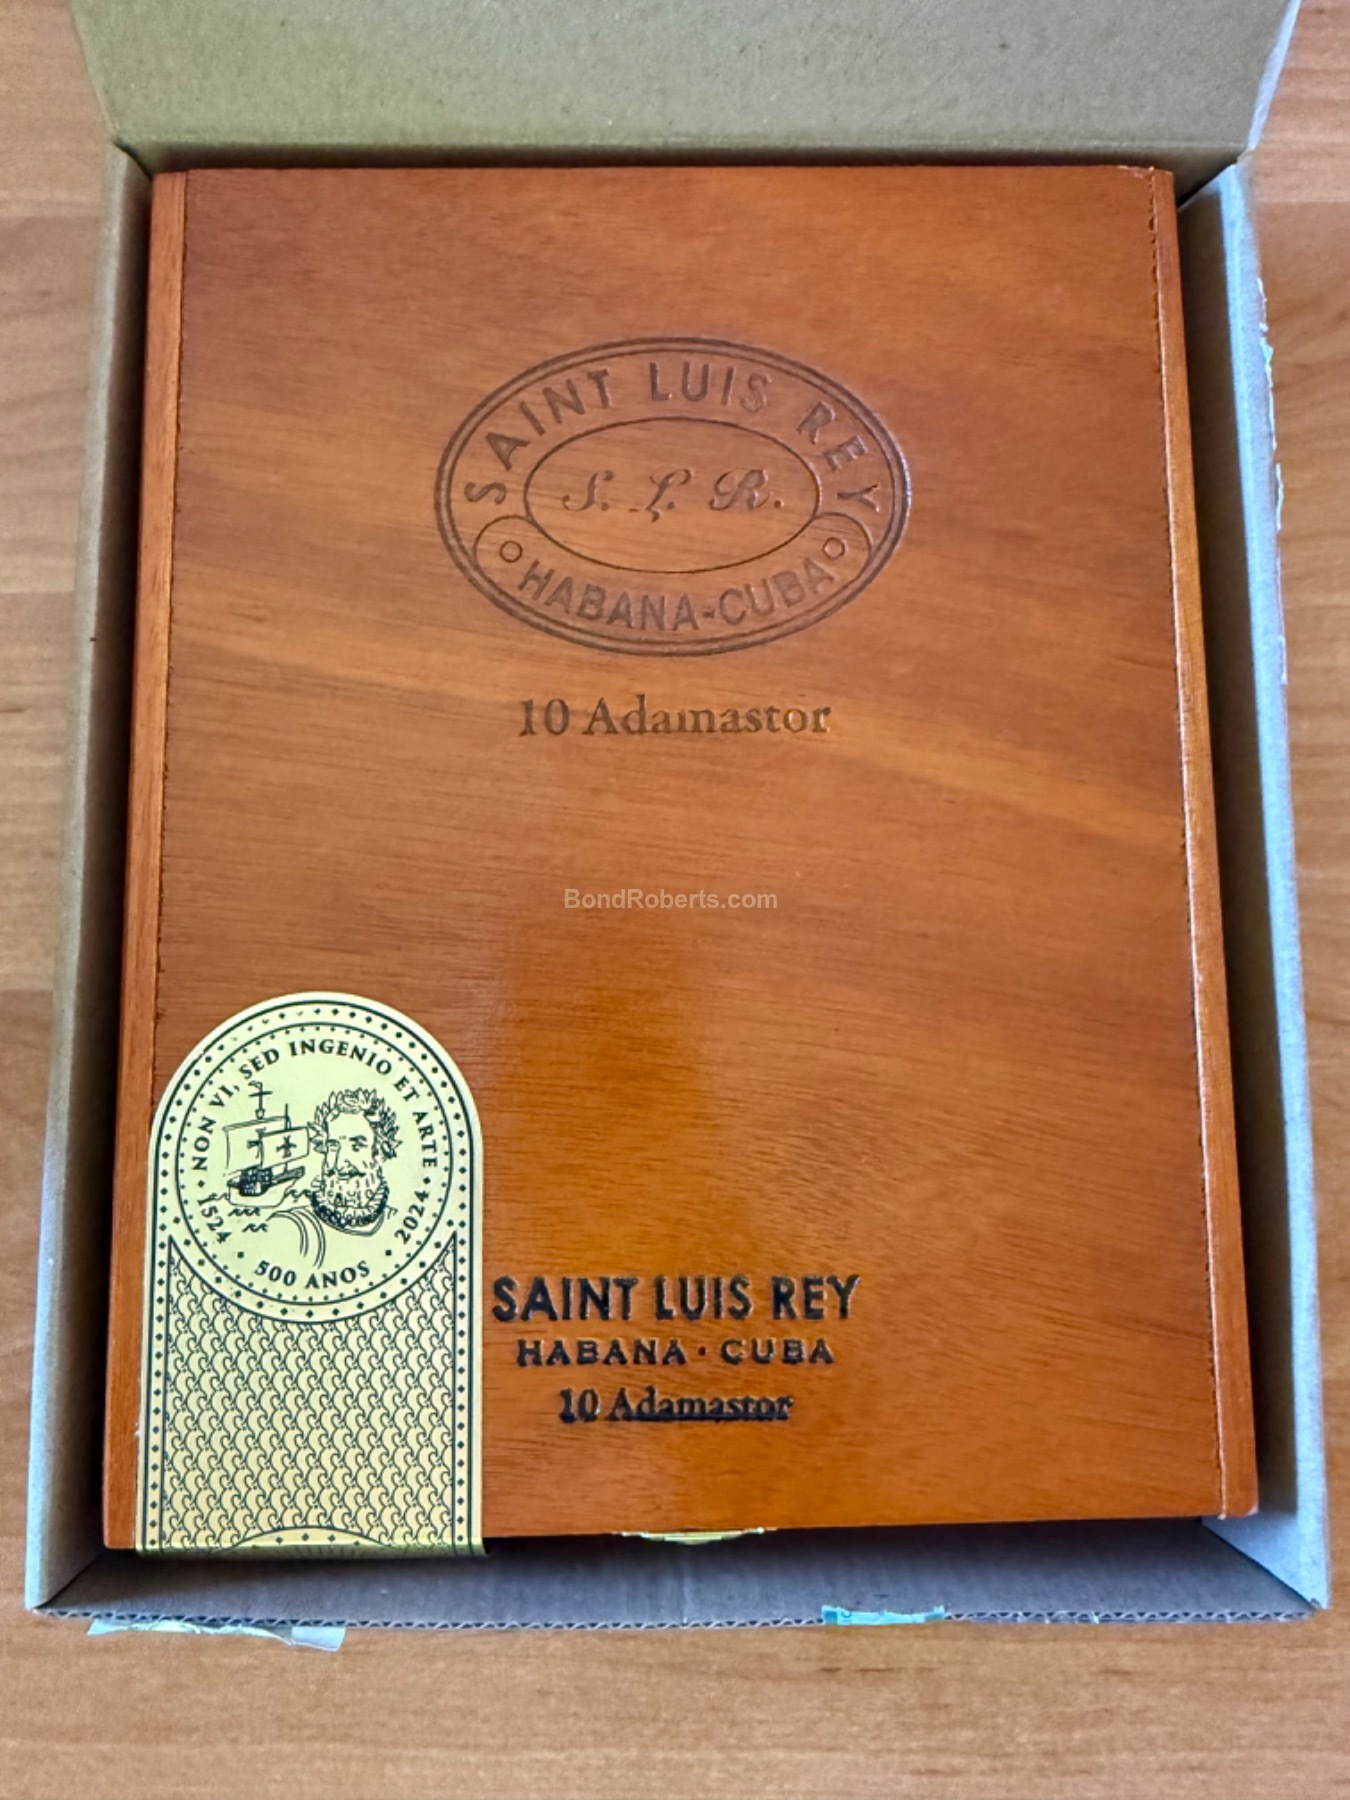 SAINT LUIS REY
S. L. R.
HABANA-CUBA
10 Adamastor
BondRoberts.com
NON VI, SED INGENIO ET ARTE
1524 • 500 ANOS • 2024
SAINT LUIS REY
HABANA · CUBA
10 Adamastor